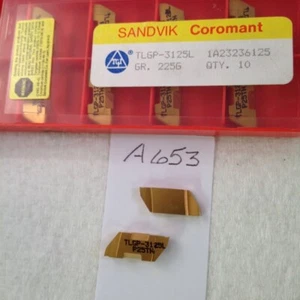 SANDVIK Coromant
TLGP-3125L 1A23236125
GR. 225G QTY. 10
A653
TLGP-3125L